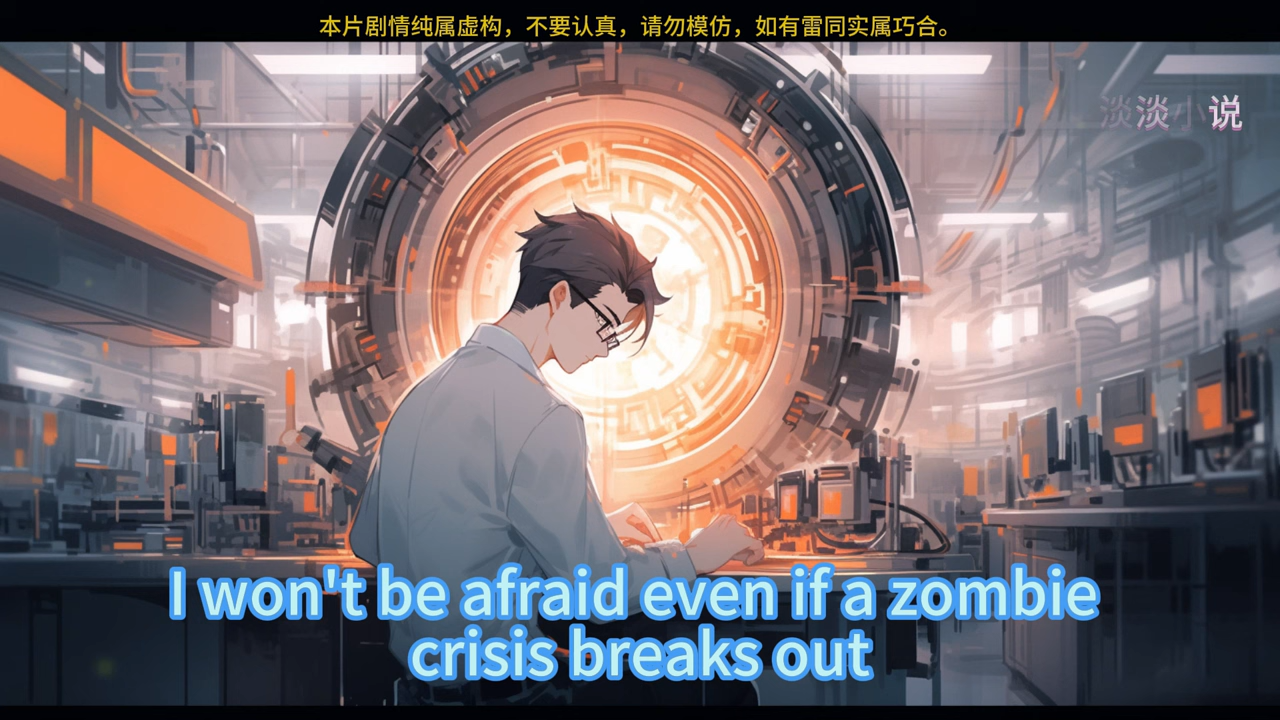 本片剧情纯属虚构，不要认真，请勿模仿，如有雷同实属巧合。
淡淡小说
I won't be afraid even if a zombie
crisis breaks out